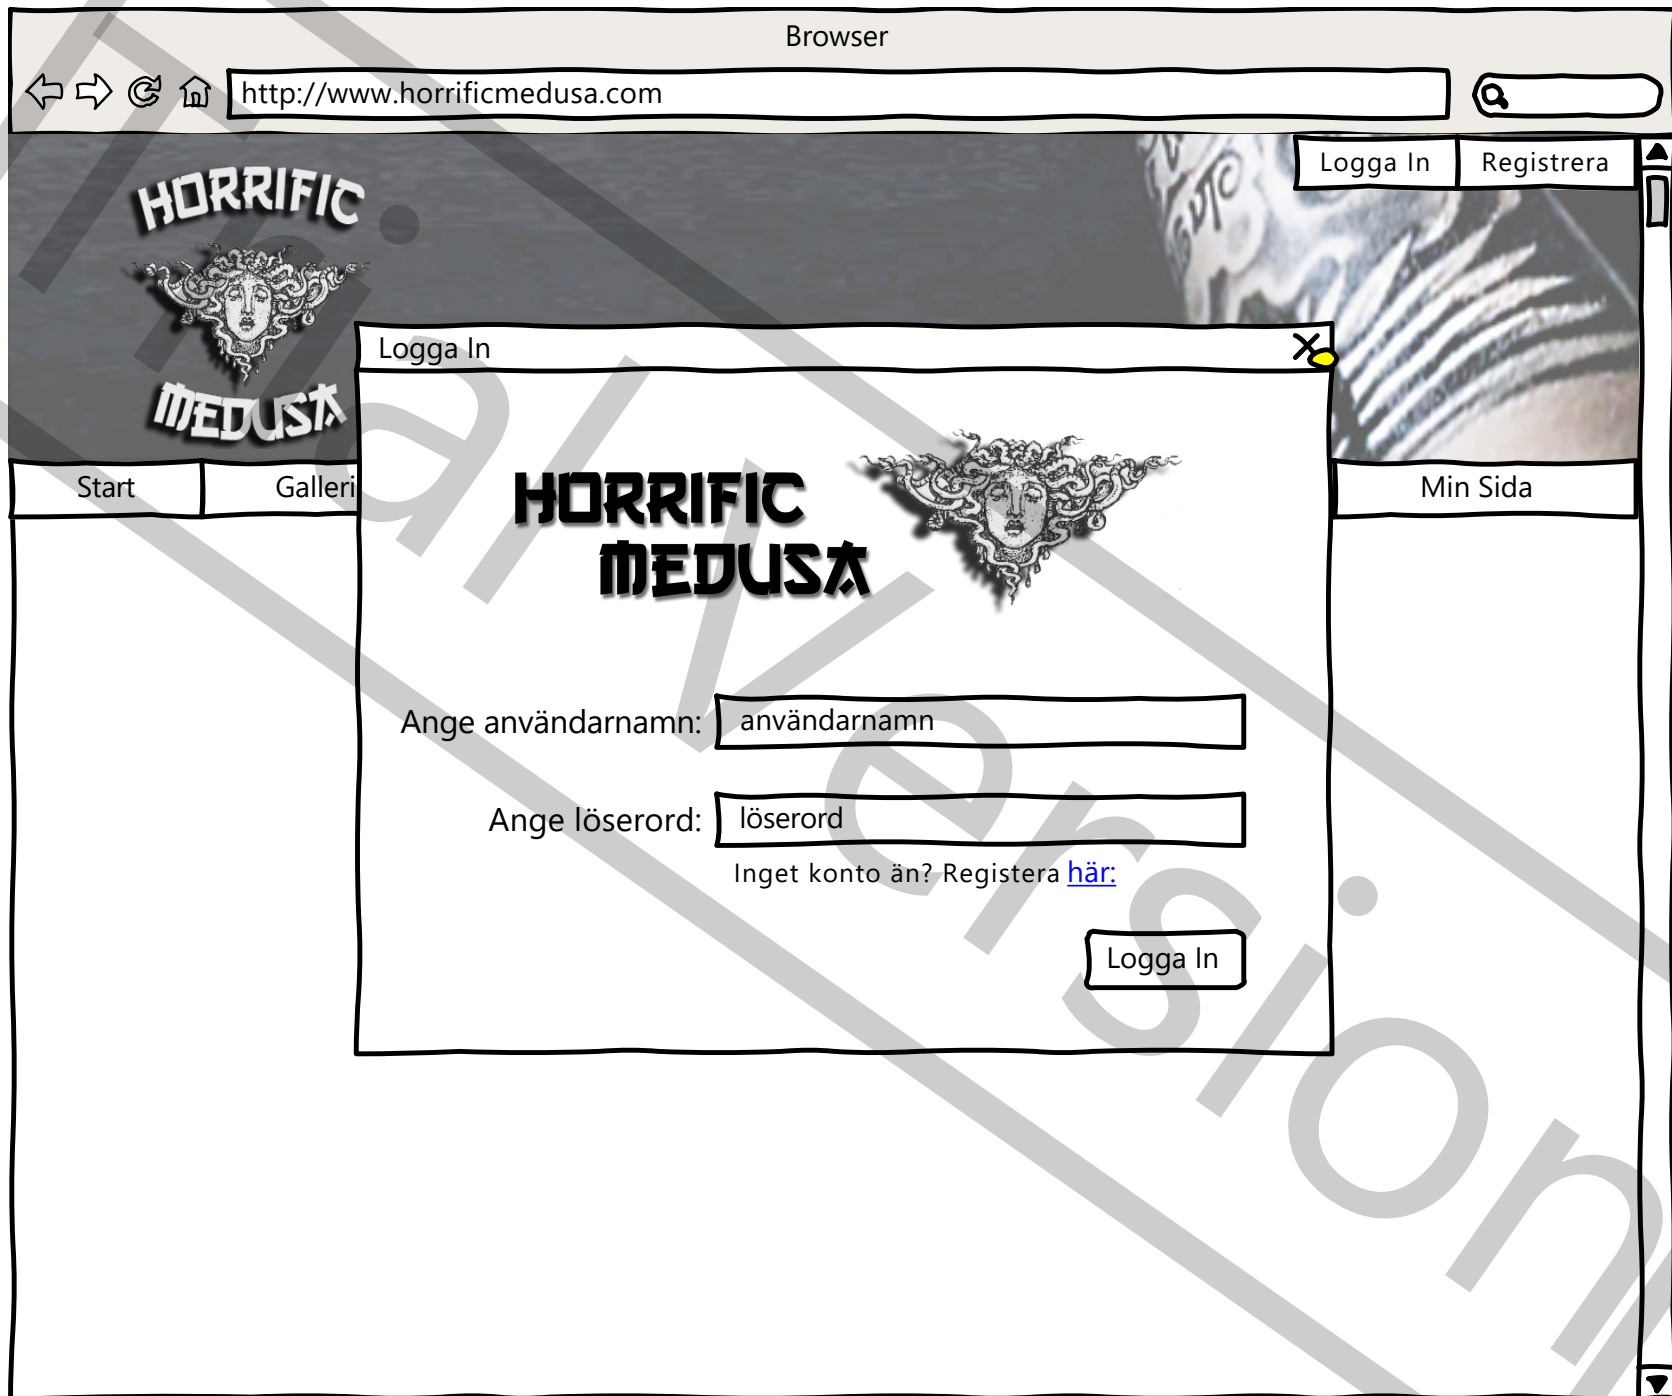 Browser
http://www.horrificmedusa.com
Logga In
Registrera
HORRIFIC
MEDUSA
Logga In
Start
Galleri
Min Sida
HORRIFIC
MEDUSA
Ange användarnamn: användarnamn
Ange löserord: löserord
Inget konto än? Registera här:
Logga In
Trial Version